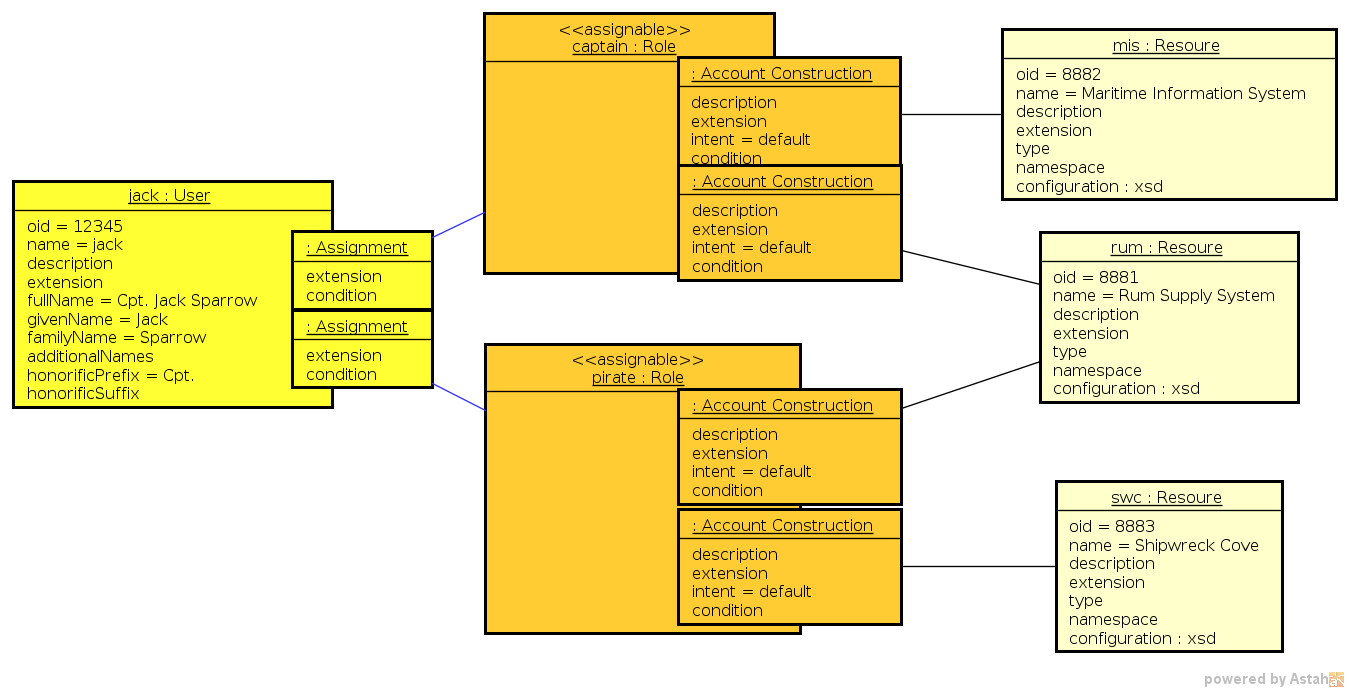 jack : User
oid = 12345
name = jack
description
extension
fullName = Cpt. Jack Sparrow
givenName = Jack
familyName = Sparrow
additionalNames
honorificPrefix = Cpt.
honorificSuffix
: Assignment
extension
condition
: Assignment
extension
condition
<<assignable>>
captain : Role
: Account Construction
description
extension
intent = default
condition
: Account Construction
description
extension
intent = default
condition
<<assignable>>
pirate : Role
: Account Construction
description
extension
intent = default
condition
: Account Construction
description
extension
intent = default
condition
mis : Resoure
oid = 8882
name = Maritime Information System
description
extension
type
namespace
configuration : xsd
rum : Resoure
oid = 8881
name = Rum Supply System
description
extension
type
namespace
configuration : xsd
swc : Resoure
oid = 8883
name = Shipwreck Cove
description
extension
type
namespace
configuration : xsd
powered by Astah